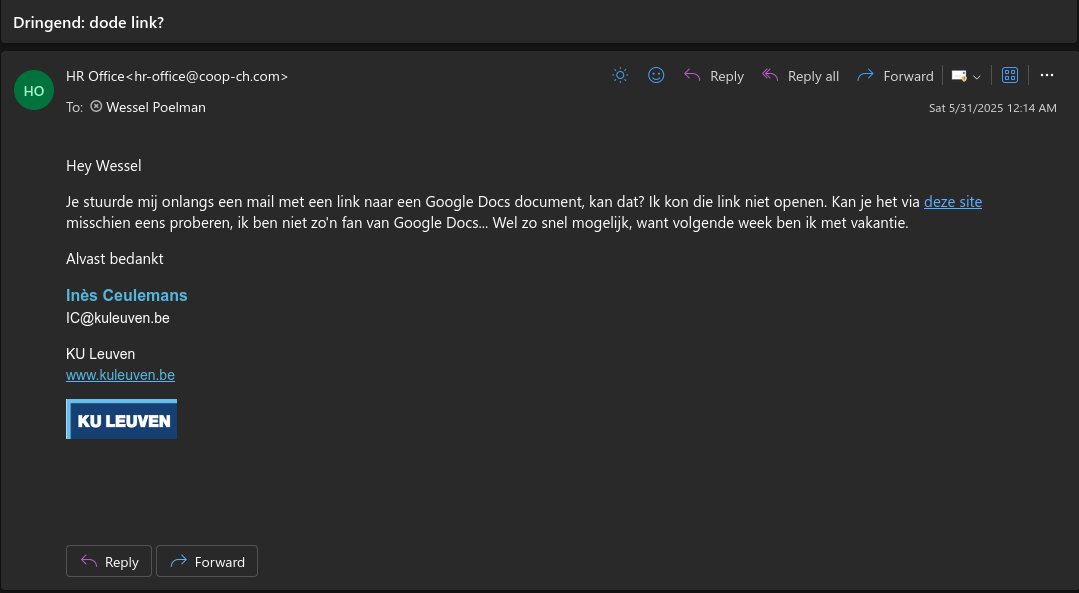 Dringend: dode link?
HO
HR Office<hr-office@coop-ch.com>
Reply
Reply all
Forward
To: Wessel Poelman
Sat 5/31/2025 12:14 AM
Hey Wessel
Je stuurde mij onlangs een mail met een link naar een Google Docs document, kan dat? Ik kon die link niet openen. Kan je het via deze site
misschien eens proberen, ik ben niet zo'n fan van Google Docs... Wel zo snel mogelijk, want volgende week ben ik met vakantie.
Alvast bedankt
Inès Ceulemans
IC@kuleuven.be
KU Leuven
www.kuleuven.be
KU LEUVEN
Reply
Forward